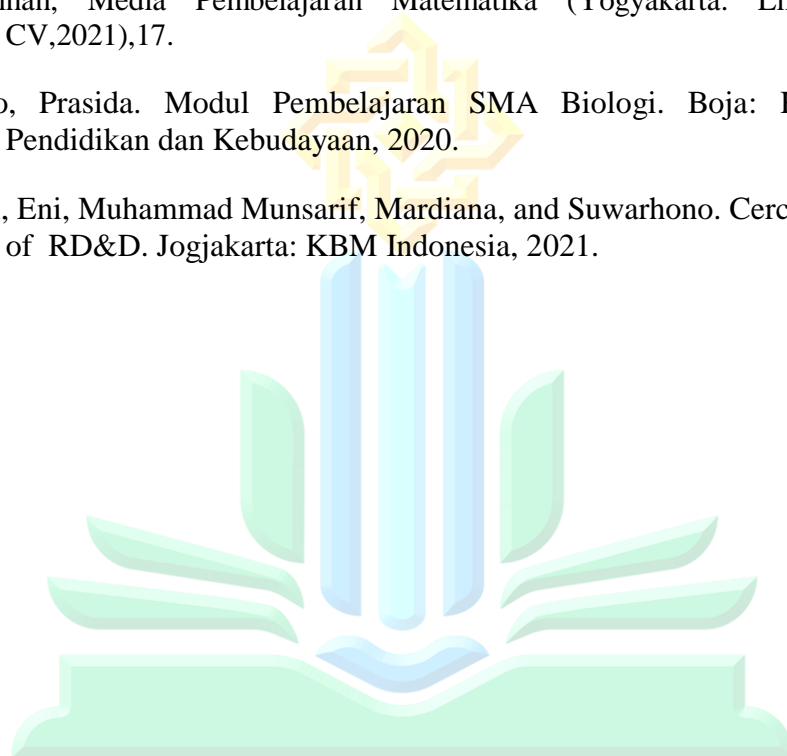 Media Pembelajaran Matematika (Yogyakarta:
CV,2021),17.
Prasida. Modul Pembelajaran SMA Biologi. Boja:
Pendidikan dan Kebudayaan, 2020.
, Eni, Muhammad Munsarif, Mardiana, and Suwarhono. Cerc
of RD&D. Jogjakarta: KBM Indonesia, 2021.